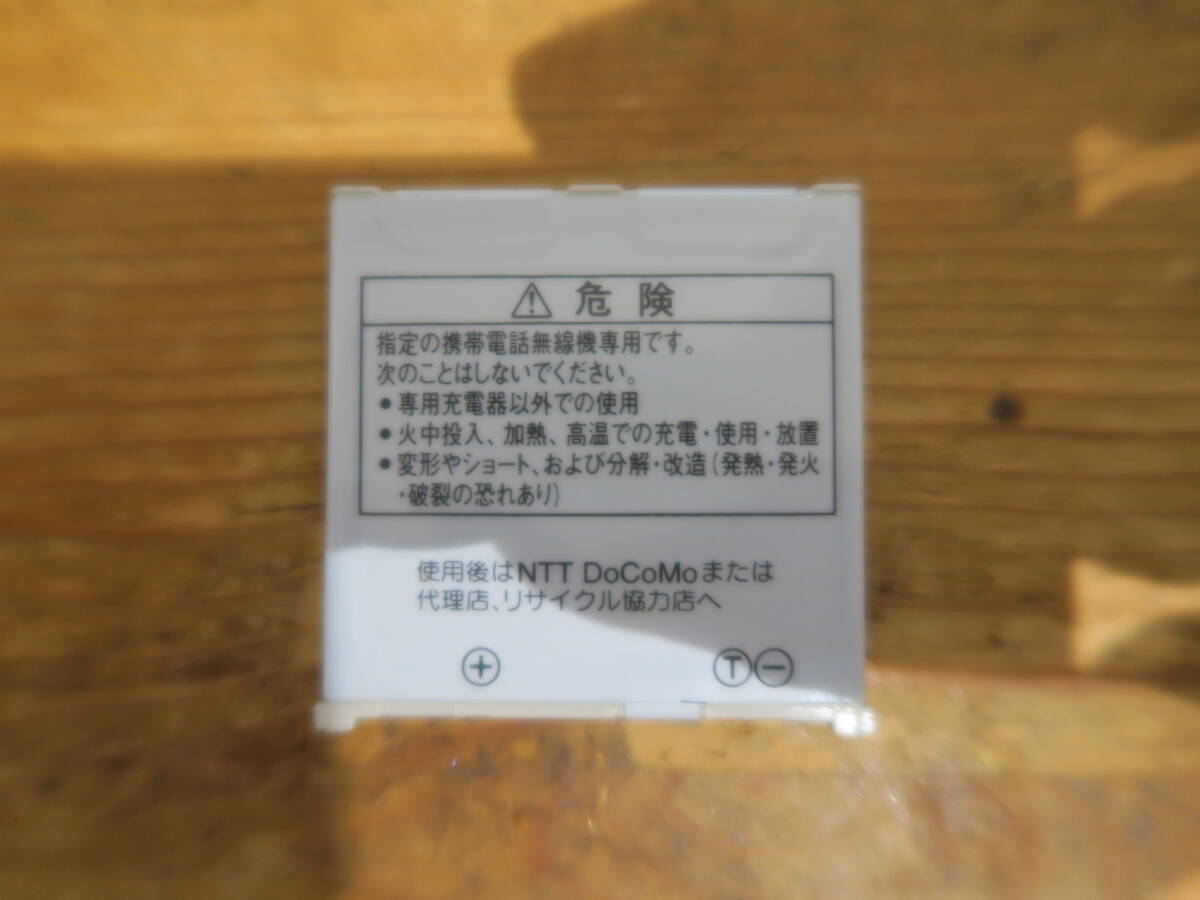 ⚠ 危険
指定の携帯電話無線機専用です。
次のことはしないでください。
● 専用充電器以外での使用
● 火中投入、加熱、高温での充電・使用・放置
● 変形やショート、および分解・改造(発熱・発火
・破裂の恐れあり)
使用後はNTT DoCoMoまたは
代理店、リサイクル協力店へ
⊕ Ⓣ⊖